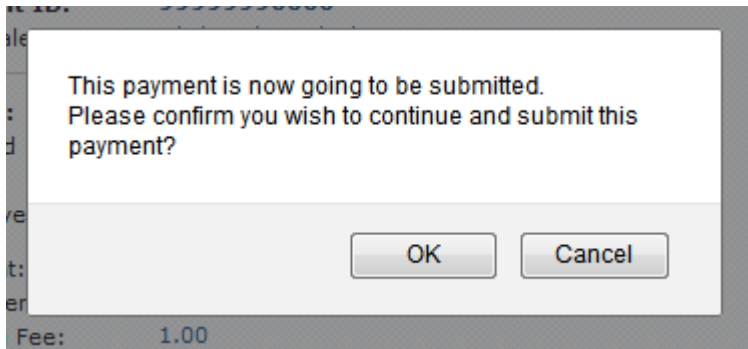 This payment is now going to be submitted.
Please confirm you wish to continue and submit this
payment?
OK Cancel
Fee: 1.00